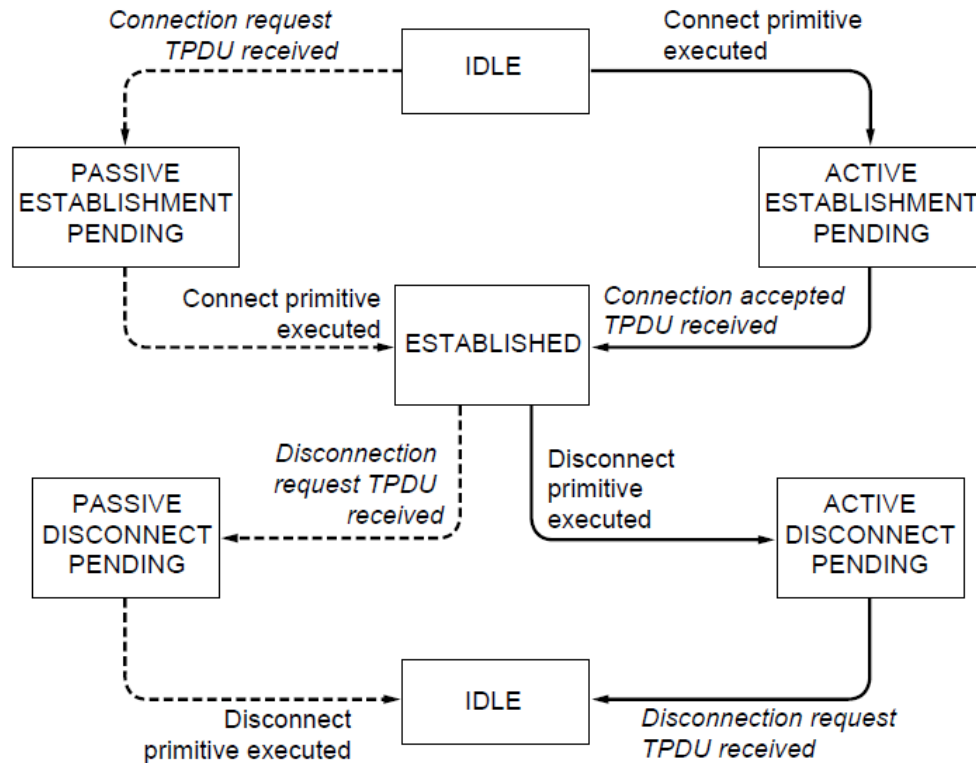 Connection request
TPDU received
IDLE
Connect primitive
executed
PASSIVE
ESTABLISHMENT
PENDING
ACTIVE
ESTABLISHMENT
PENDING
Connect primitive
executed
ESTABLISHED
Connection accepted
TPDU received
Disconnection
request TPDU
received
Disconnect
primitive
executed
PASSIVE
DISCONNECT
PENDING
ACTIVE
DISCONNECT
PENDING
Disconnect
primitive executed
IDLE
Disconnection request
TPDU received